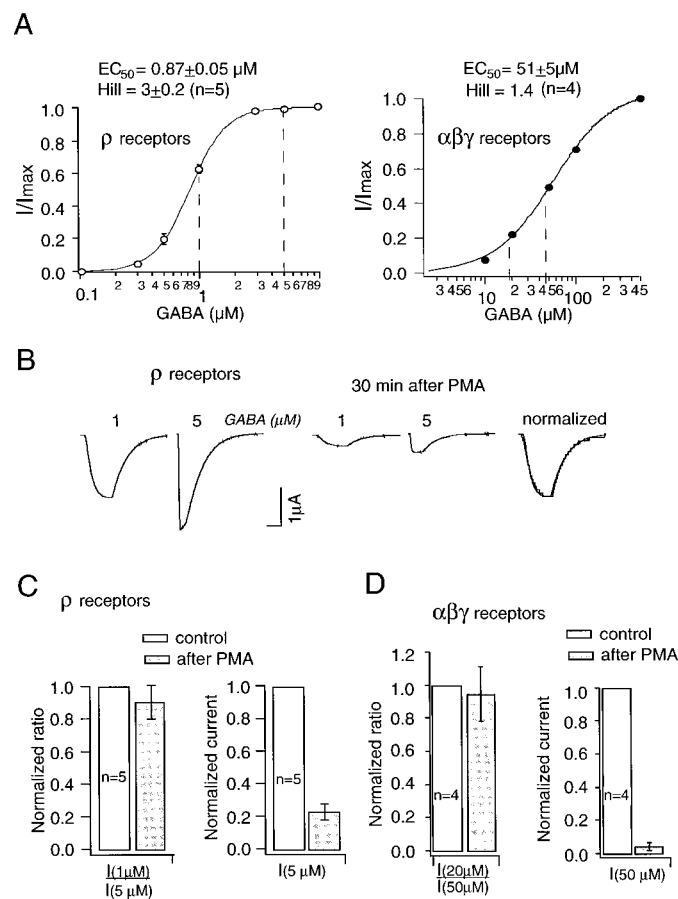 A
EC50 = 0.87±0.05 µM
Hill = 3±0.2 (n=5)
ρ receptors
I/Imax
1.0
0.8
0.6
0.4
0.2
0.0
0.1 2 3 4 5 6 7 8 9 1 2 3 4 5 6 7 8 9
GABA (µM)
EC50 = 51±5µM
Hill = 1.4 (n=4)
αβγ receptors
I/Imax
1.0
0.8
0.6
0.4
0.2
0.0
3 4 5 6 10 2 3 4 5 6 100 2 3 4 5
GABA (µM)
B
ρ receptors
30 min after PMA
1 5 GABA (µM) 1 5 normalized
1µA
C
ρ receptors
control
after PMA
Normalized ratio
1.0
0.8
0.6
0.4
0.2
0.0
n=5
I(1µM)
I(5 µM)
Normalized current
1.0
0.8
0.6
0.4
0.2
0.0
n=5
I(5 µM)
D
αβγ receptors
control
after PMA
Normalized ratio
1.2
1.0
0.8
0.6
0.4
0.2
0.0
n=4
I(20µM)
I(50µM)
Normalized current
1.0
0.8
0.6
0.4
0.2
0.0
n=4
I(50 µM)